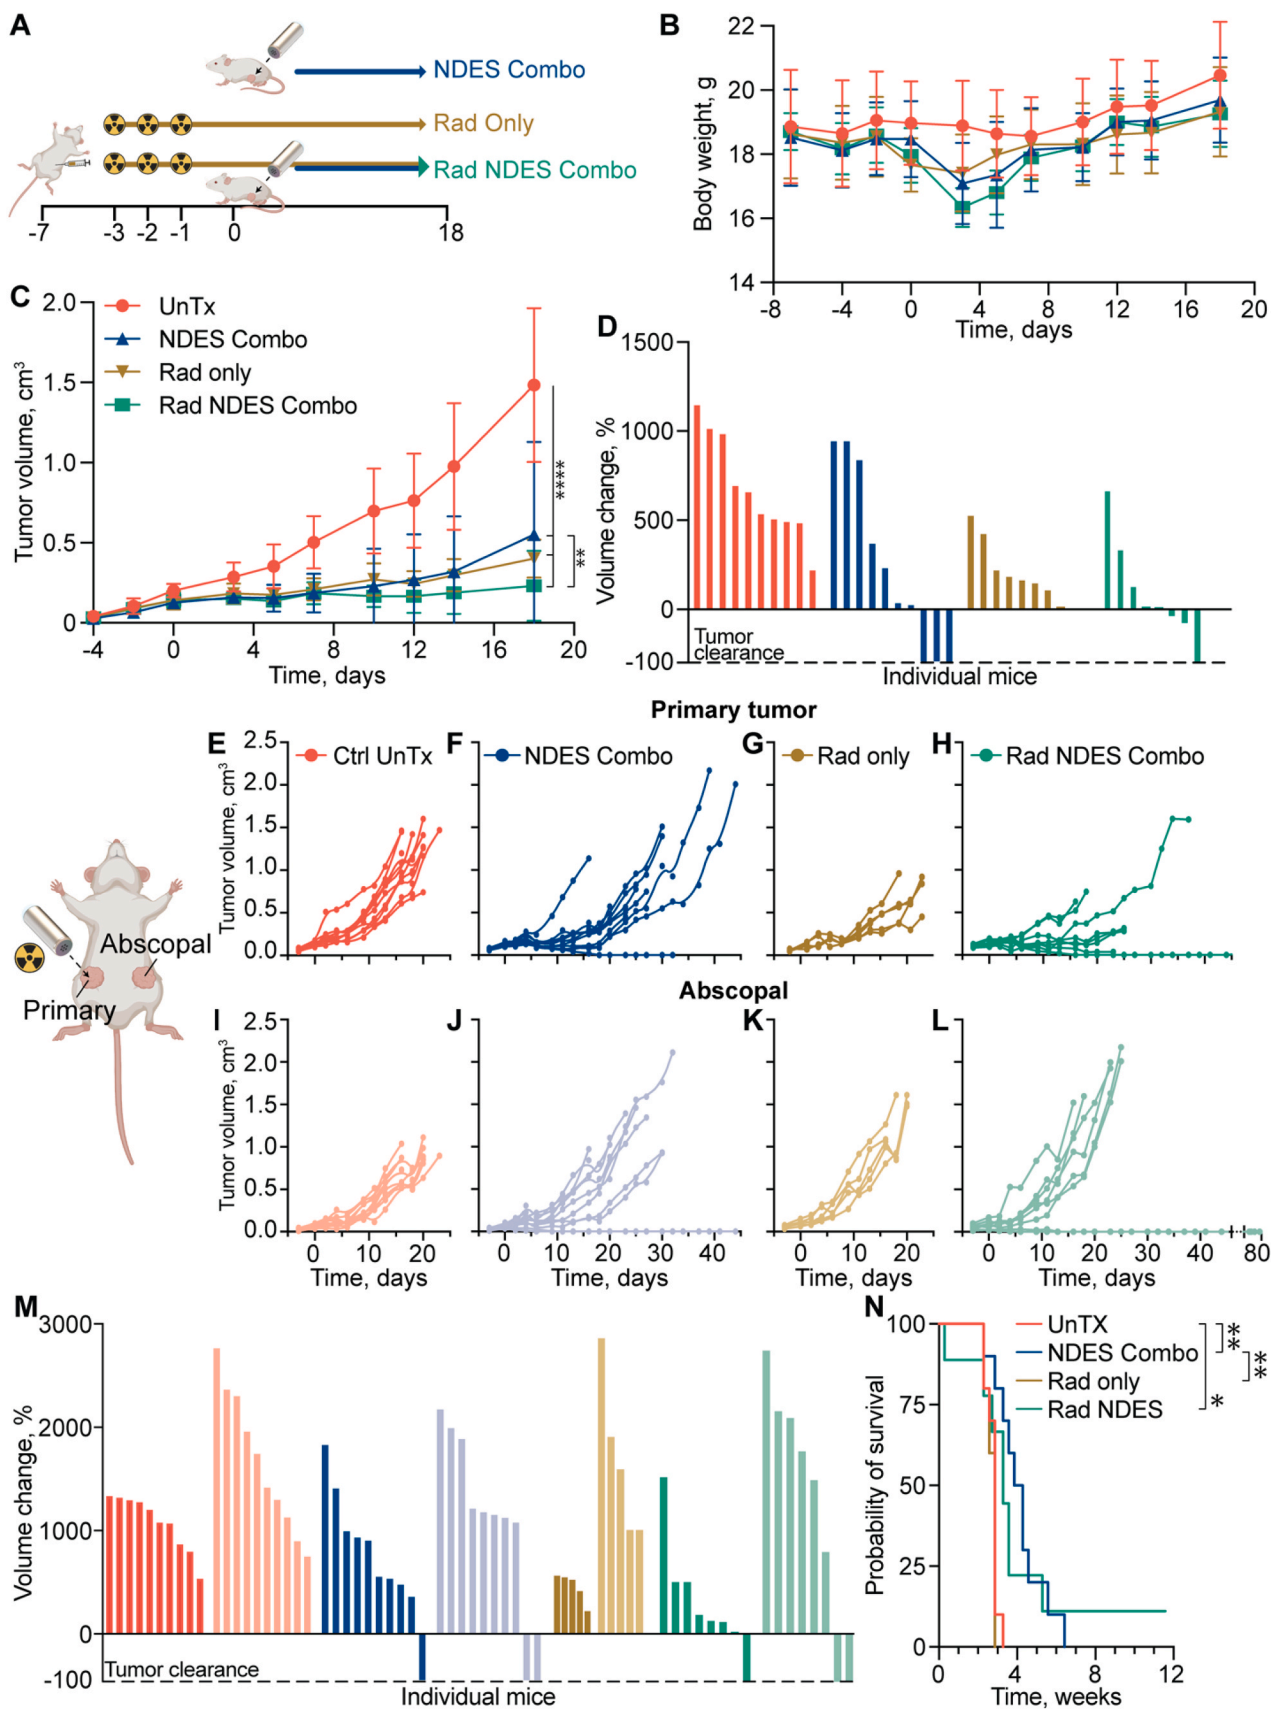 A
NDES Combo
Rad Only
Rad NDES Combo
-7 -3 -2 -1 0 18
B
Body weight, g
22
20
18
16
14
-8 -4 0 4 8 12 16 20
Time, days
C
Tumor volume, cm³
2.0
1.5
1.0
0.5
0
UnTx
NDES Combo
Rad only
Rad NDES Combo
****
**
-4 0 4 8 12 16 20
Time, days
D
Volume change, %
1500
1000
500
0
-100
Tumor
clearance
Individual mice
Primary tumor
E
Tumor volume, cm³
2.5
2.0
1.5
1.0
0.5
0.0
Ctrl UnTx
F
NDES Combo
G
Rad only
H
Rad NDES Combo
Abscopal
Primary
Abscopal
I
Tumor volume, cm³
2.5
2.0
1.5
1.0
0.5
0.0
0 10 20
Time, days
J
0 10 20 30 40
Time, days
K
0 10 20
Time, days
L
0 10 20 30 40 80
Time, days
M
Volume change, %
3000
2000
1000
0
-100
Tumor clearance
Individual mice
N
Probability of survival
100
75
50
25
0
UnTX
NDES Combo
Rad only
Rad NDES
**
**
*
0 4 8 12
Time, weeks